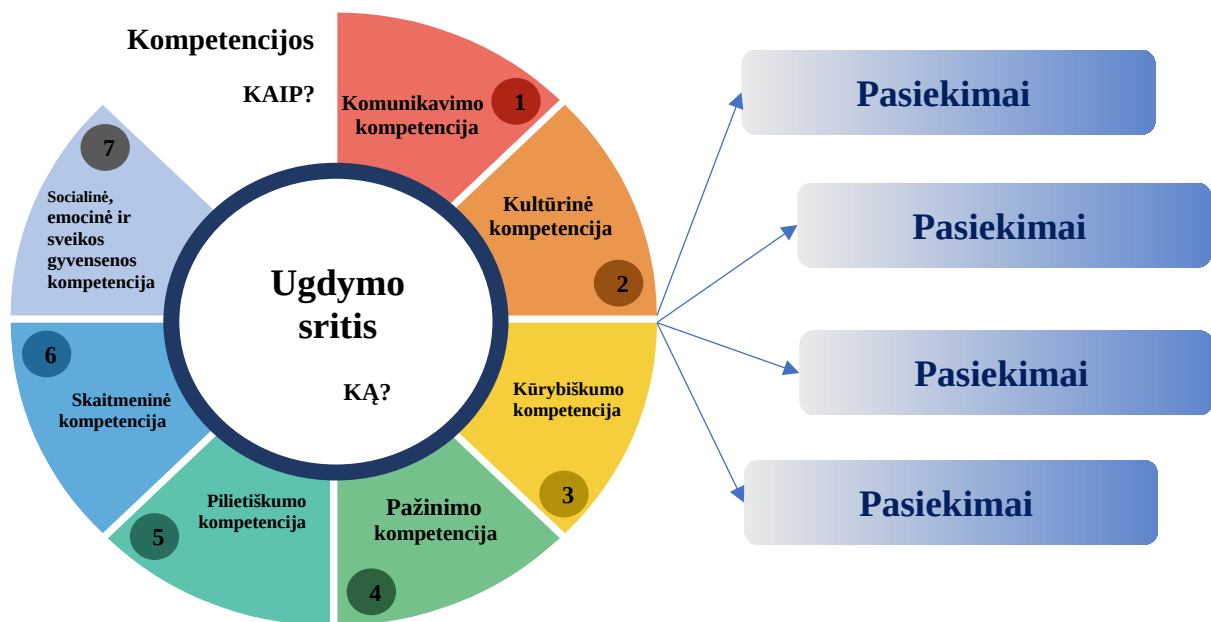 Kompetencijos
KAIP?
1
Komunikavimo
kompetencija
Kultūrinė
kompetencija
2
Kūrybiškumo
kompetencija
3
Pažinimo
kompetencija
4
Pilietiškumo
kompetencija
5
6
Skaitmeninė
kompetencija
7
Socialinė,
emocinė ir
sveikos
gyvensenos
kompetencija
Ugdymo
sritis
KĄ?
Pasiekimai
Pasiekimai
Pasiekimai
Pasiekimai